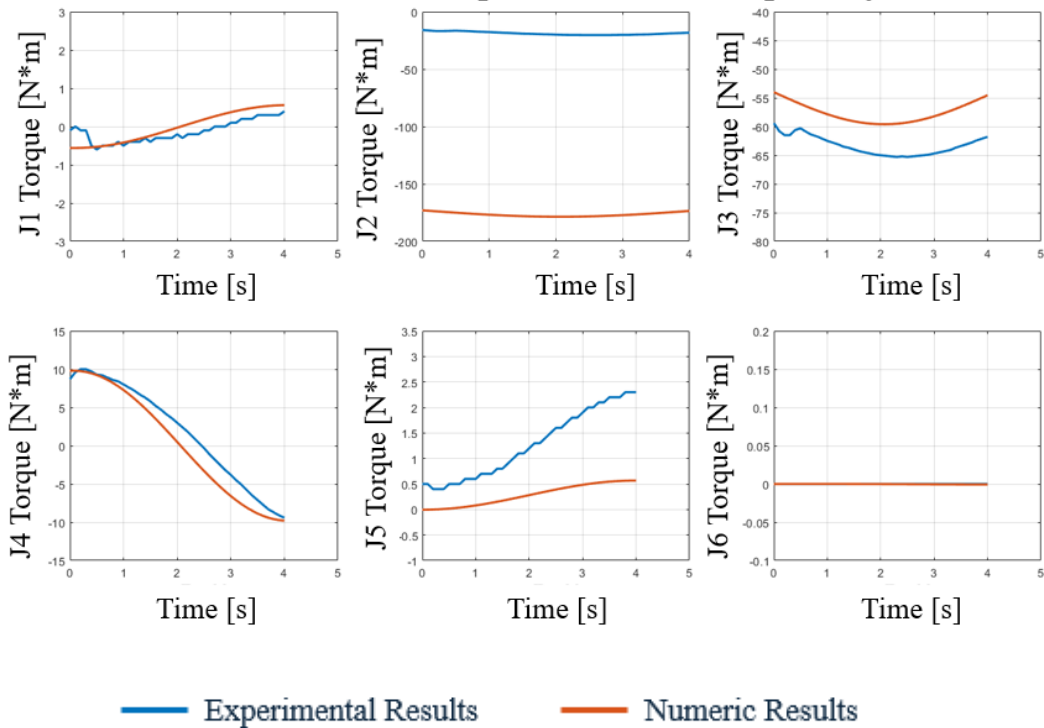 J1 Torque [N*m]
3
2
1
0
-1
-2
-3
0 1 2 3 4 5
Time [s]
J2 Torque [N*m]
0
-50
-100
-150
-200
0 1 2 3 4
Time [s]
J3 Torque [N*m]
-40
-45
-50
-55
-60
-65
-70
-75
-80
0 1 2 3 4 5
Time [s]
J4 Torque [N*m]
15
10
5
0
-5
-10
-15
0 1 2 3 4 5
Time [s]
J5 Torque [N*m]
3.5
3
2.5
2
1.5
1
0.5
0
-0.5
-1
0 1 2 3 4 5
Time [s]
J6 Torque [N*m]
0.2
0.15
0.1
0.05
0
-0.05
-0.1
0 1 2 3 4 5
Time [s]
Experimental Results
Numeric Results